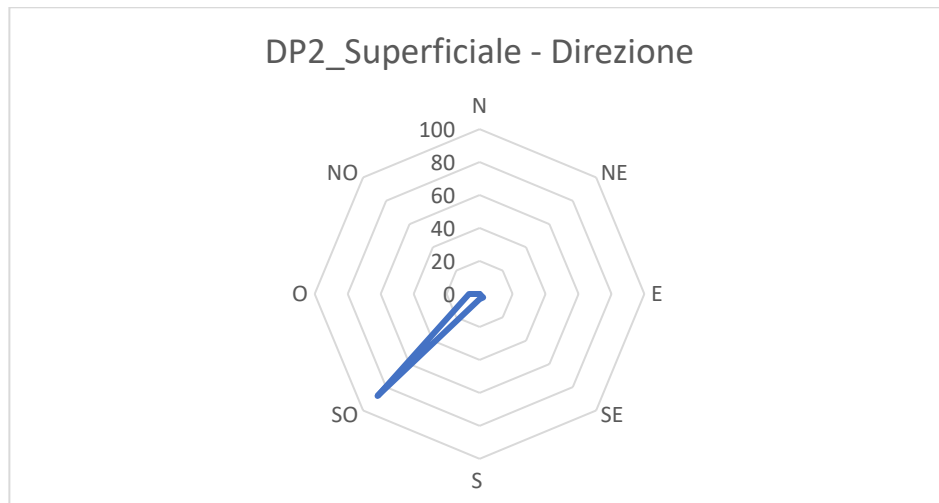 DP2_Superficiale - Direzione
N
100
NO
80
NE
60
40
20
O
0
E
SO
SE
S